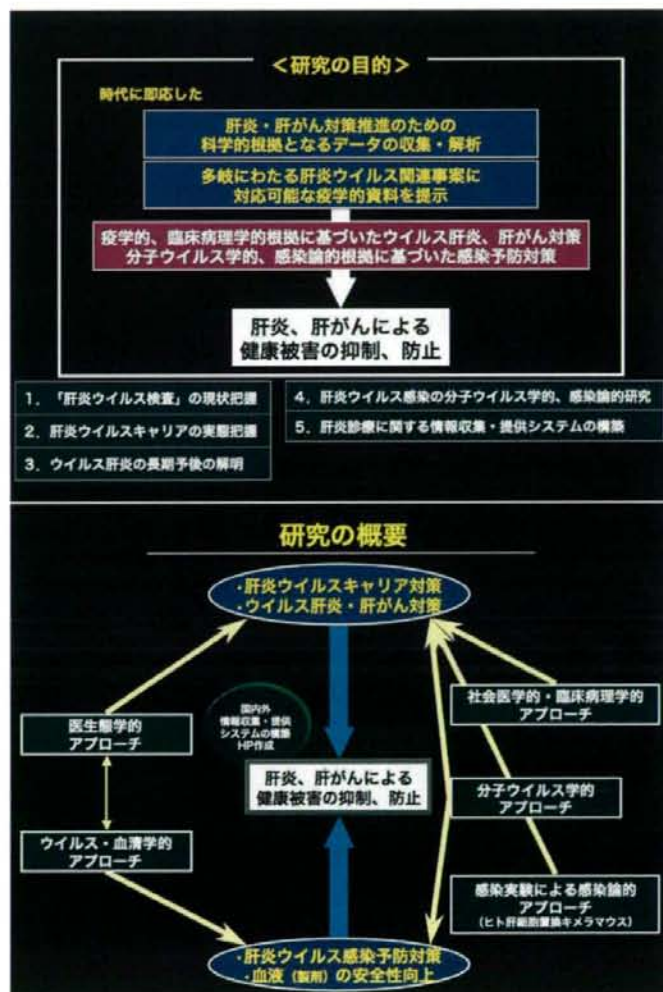 ＜研究の目的＞
時代に即応した
肝炎・肝がん対策推進のための
科学的根拠となるデータの収集・解析
多岐にわたる肝炎ウイルス関連事案に
対応可能な疫学的資料を提示
疫学的、臨床病理学的根拠に基づいたウイルス肝炎、肝がん対策
分子ウイルス学的、感染論的根拠に基づいた感染予防対策
肝炎、肝がんによる
健康被害の抑制、防止
1．「肝炎ウイルス検査」の現状把握
2．肝炎ウイルスキャリアの実態把握
3．ウイルス肝炎の長期予後の解明
4．肝炎ウイルス感染の分子ウイルス学的、感染論的研究
5．肝炎診療に関する情報収集・提供システムの構築
研究の概要
・肝炎ウイルスキャリア対策
・ウイルス肝炎・肝がん対策
国内外
情報収集・提供
システムの構築
HP作成
医生態学的
アプローチ
ウイルス・血清学的
アプローチ
肝炎、肝がんによる
健康被害の抑制、防止
社会医学的・臨床病理学的
アプローチ
分子ウイルス学的
アプローチ
感染実験による感染論的
アプローチ
（ヒト肝細胞置換キメラマウス）
・肝炎ウイルス感染予防対策
・血液（製剤）の安全性向上